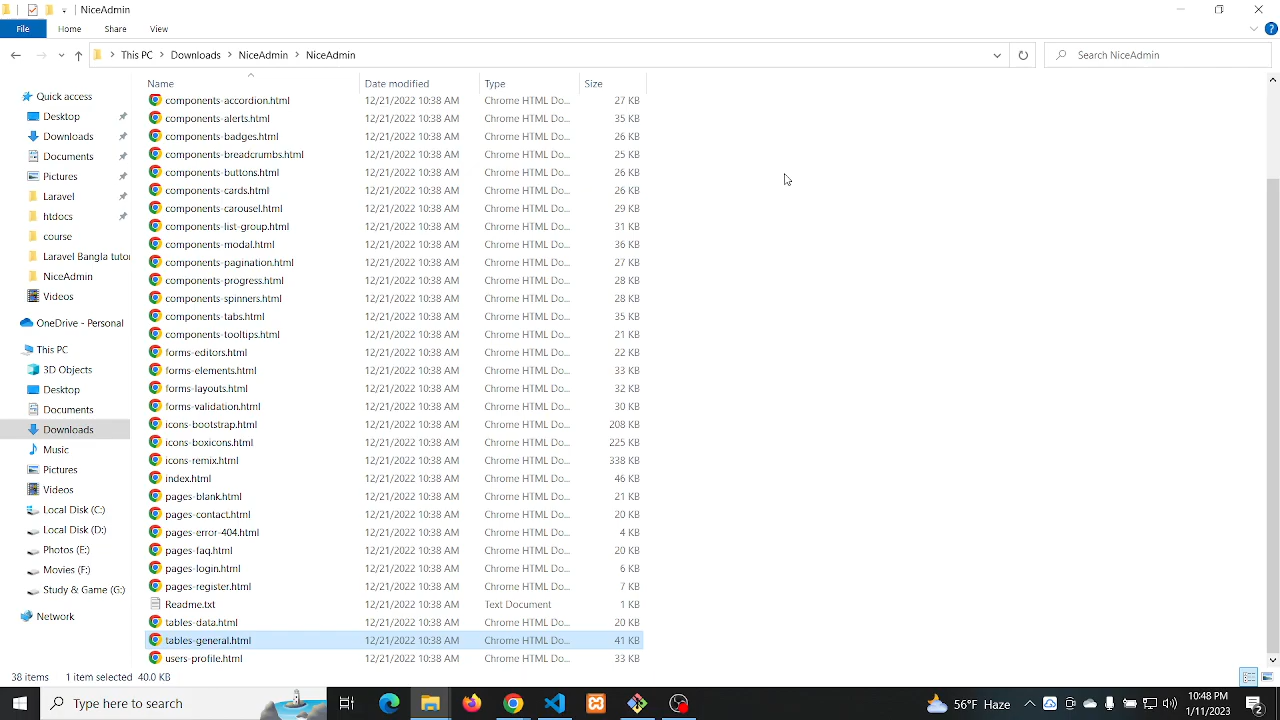 NiceAdmin
File Home Share View
This PC Downloads NiceAdmin NiceAdmin Search NiceAdmin
Name Date modified Type Size
Quick access
Desktop
Downloads
Documents
Pictures
Laravel
htdocs
course
Laravel Bangla tutor
NiceAdmin
Videos
OneDrive - Personal
This PC
3D Objects
Desktop
Documents
Downloads
Music
Pictures
Videos
Local Disk (C:)
Local Disk (D:)
Photos (E:)
Movies (F:)
Study & Game (G:)
Network
components-accordion.html 12/21/2022 10:38 AM Chrome HTML Do... 27 KB
components-alerts.html 12/21/2022 10:38 AM Chrome HTML Do... 35 KB
components-badges.html 12/21/2022 10:38 AM Chrome HTML Do... 26 KB
components-breadcrumbs.html 12/21/2022 10:38 AM Chrome HTML Do... 25 KB
components-buttons.html 12/21/2022 10:38 AM Chrome HTML Do... 26 KB
components-cards.html 12/21/2022 10:38 AM Chrome HTML Do... 26 KB
components-carousel.html 12/21/2022 10:38 AM Chrome HTML Do... 29 KB
components-list-group.html 12/21/2022 10:38 AM Chrome HTML Do... 31 KB
components-modal.html 12/21/2022 10:38 AM Chrome HTML Do... 36 KB
components-pagination.html 12/21/2022 10:38 AM Chrome HTML Do... 27 KB
components-progress.html 12/21/2022 10:38 AM Chrome HTML Do... 28 KB
components-spinners.html 12/21/2022 10:38 AM Chrome HTML Do... 28 KB
components-tabs.html 12/21/2022 10:38 AM Chrome HTML Do... 35 KB
components-tooltips.html 12/21/2022 10:38 AM Chrome HTML Do... 21 KB
forms-editors.html 12/21/2022 10:38 AM Chrome HTML Do... 22 KB
forms-elements.html 12/21/2022 10:38 AM Chrome HTML Do... 33 KB
forms-layouts.html 12/21/2022 10:38 AM Chrome HTML Do... 32 KB
forms-validation.html 12/21/2022 10:38 AM Chrome HTML Do... 30 KB
icons-bootstrap.html 12/21/2022 10:38 AM Chrome HTML Do... 208 KB
icons-boxicons.html 12/21/2022 10:38 AM Chrome HTML Do... 225 KB
icons-remix.html 12/21/2022 10:38 AM Chrome HTML Do... 338 KB
index.html 12/21/2022 10:38 AM Chrome HTML Do... 46 KB
pages-blank.html 12/21/2022 10:38 AM Chrome HTML Do... 21 KB
pages-contact.html 12/21/2022 10:38 AM Chrome HTML Do... 20 KB
pages-error-404.html 12/21/2022 10:38 AM Chrome HTML Do... 4 KB
pages-faq.html 12/21/2022 10:38 AM Chrome HTML Do... 20 KB
pages-login.html 12/21/2022 10:38 AM Chrome HTML Do... 6 KB
pages-register.html 12/21/2022 10:38 AM Chrome HTML Do... 7 KB
Readme.txt 12/21/2022 10:38 AM Text Document 1 KB
tables-data.html 12/21/2022 10:38 AM Chrome HTML Do... 20 KB
tables-general.html 12/21/2022 10:38 AM Chrome HTML Do... 41 KB
users-profile.html 12/21/2022 10:38 AM Chrome HTML Do... 33 KB
38 items 1 item selected 40.0 KB
Type here to search 56°F Haze 10:48 PM
1/11/2023 2